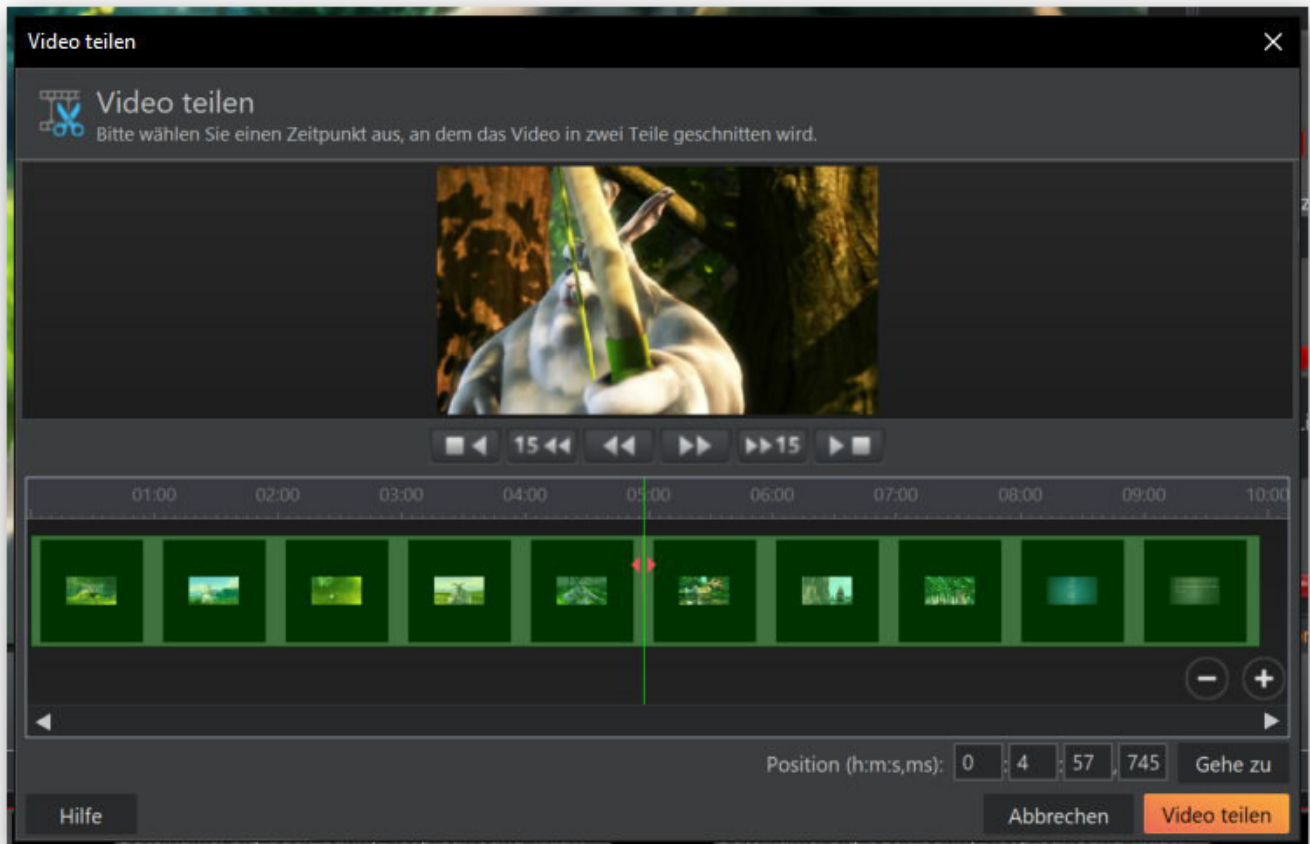 Video teilen
Video teilen
Bitte wählen Sie einen Zeitpunkt aus, an dem das Video in zwei Teile geschnitten wird.
15
15
01:00 02:00 03:00 04:00 05:00 06:00 07:00 08:00 09:00 10:00
Position (h:m:s,ms): 0 : 4 : 57 , 745 Gehe zu
Hilfe Abbrechen Video teilen